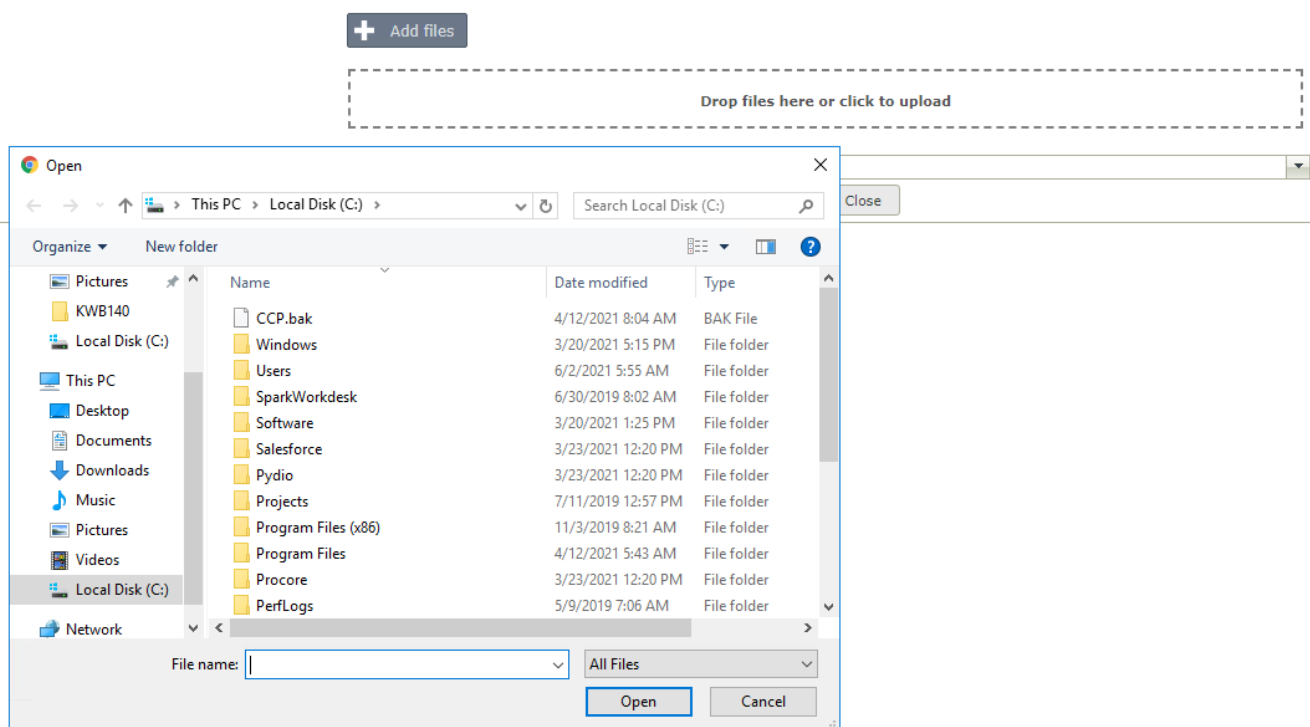 Add files
Drop files here or click to upload
Open
This PC > Local Disk (C:) >
Search Local Disk (C:)
Close
Organize
New folder
Name
Date modified
Type
Pictures
KWB140
Local Disk (C:)
This PC
Desktop
Documents
Downloads
Music
Pictures
Videos
Local Disk (C:)
Network
CCP.bak 4/12/2021 8:04 AM BAK File
Windows 3/20/2021 5:15 PM File folder
Users 6/2/2021 5:55 AM File folder
SparkWorkdesk 6/30/2019 8:02 AM File folder
Software 3/20/2021 1:25 PM File folder
Salesforce 3/23/2021 12:20 PM File folder
Pydio 3/23/2021 12:20 PM File folder
Projects 7/11/2019 12:57 PM File folder
Program Files (x86) 11/3/2019 8:21 AM File folder
Program Files 4/12/2021 5:43 AM File folder
Procore 3/23/2021 12:20 PM File folder
PerfLogs 5/9/2019 7:06 AM File folder
File name:
All Files
Open
Cancel